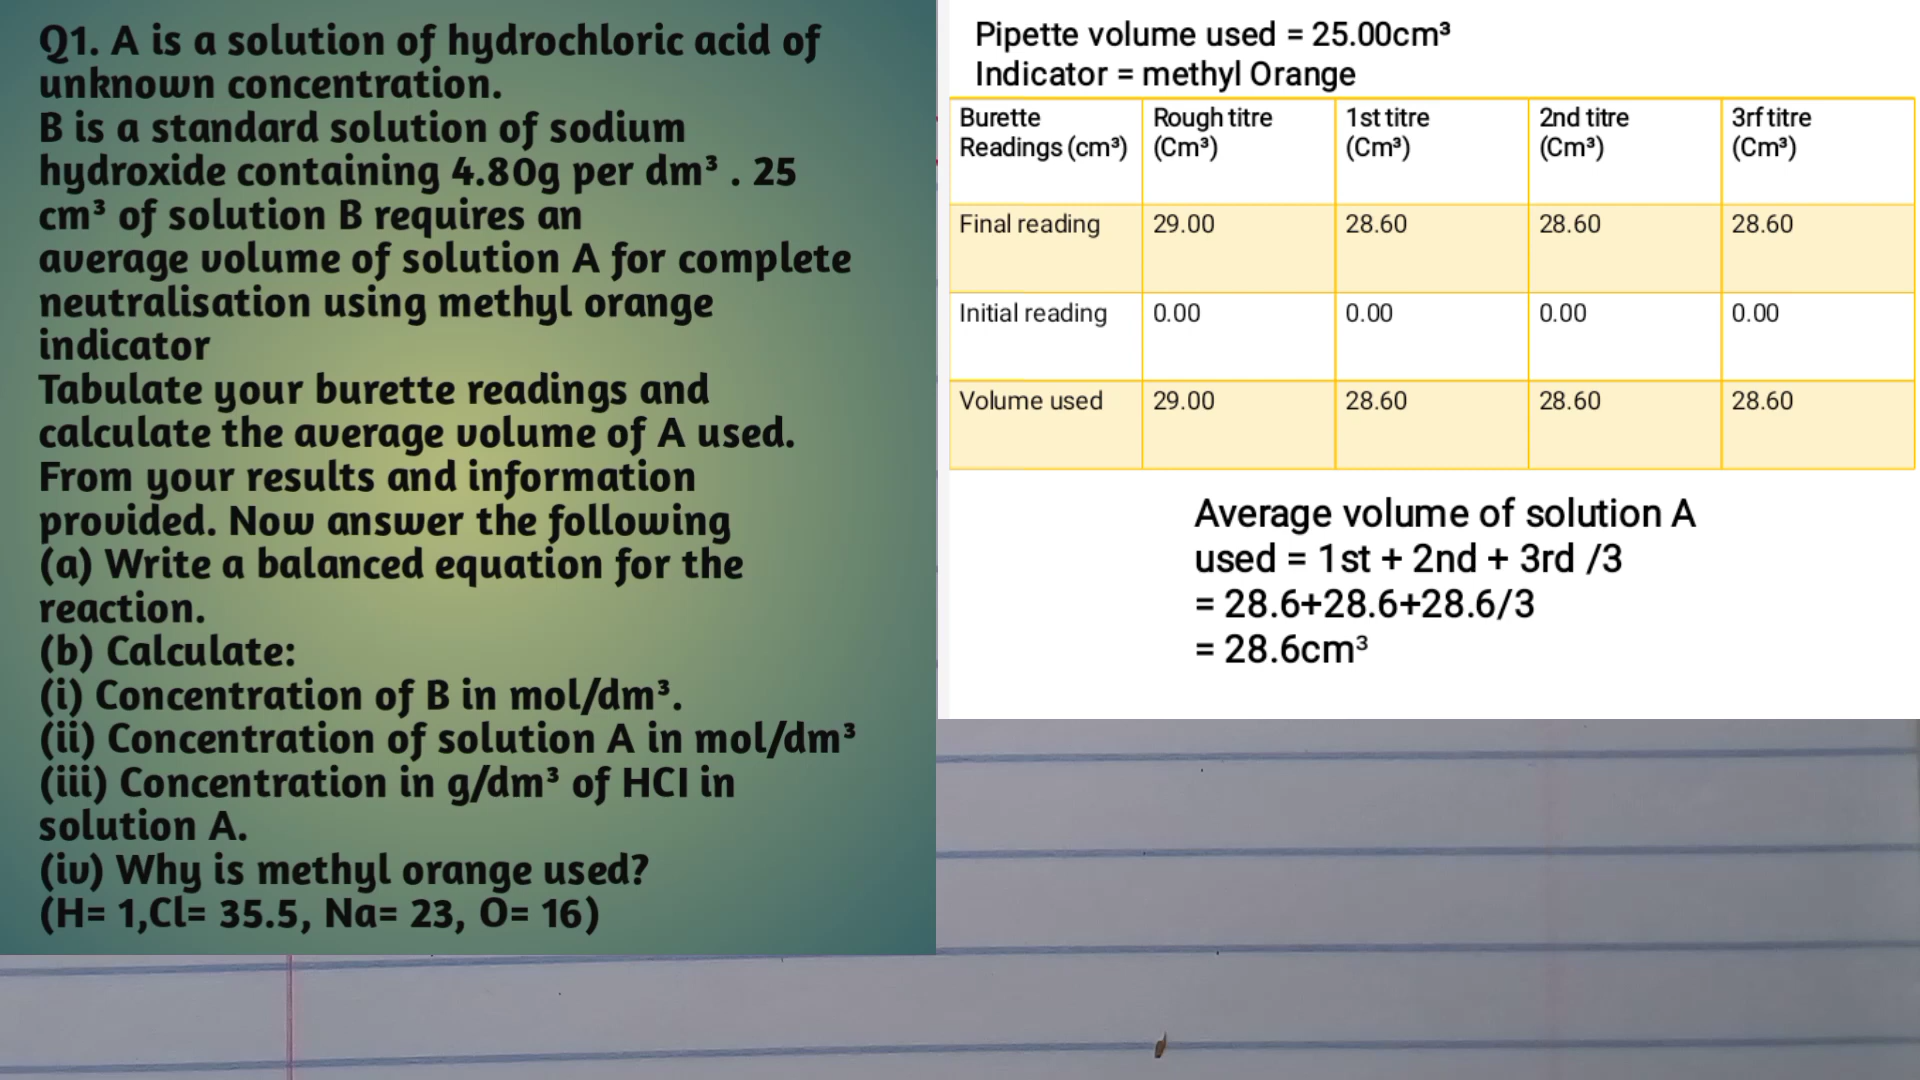 Q1. A is a solution of hydrochloric acid of
unknown concentration.
B is a standard solution of sodium
hydroxide containing 4.80g per dm³ . 25
cm³ of solution B requires an
average volume of solution A for complete
neutralisation using methyl orange
indicator
Tabulate your burette readings and
calculate the average volume of A used.
From your results and information
provided. Now answer the following
(a) Write a balanced equation for the
reaction.
(b) Calculate:
(i) Concentration of B in mol/dm³.
(ii) Concentration of solution A in mol/dm³
(iii) Concentration in g/dm³ of HCl in
solution A.
(iv) Why is methyl orange used?
(H= 1,Cl= 35.5, Na= 23, O= 16)
Pipette volume used = 25.00cm³
Indicator = methyl Orange
Burette Readings (cm³) Rough titre (Cm³) 1st titre (Cm³) 2nd titre (Cm³) 3rf titre (Cm³)
Final reading 29.00 28.60 28.60 28.60
Initial reading 0.00 0.00 0.00 0.00
Volume used 29.00 28.60 28.60 28.60
Average volume of solution A
used = 1st + 2nd + 3rd /3
= 28.6+28.6+28.6/3
= 28.6cm³